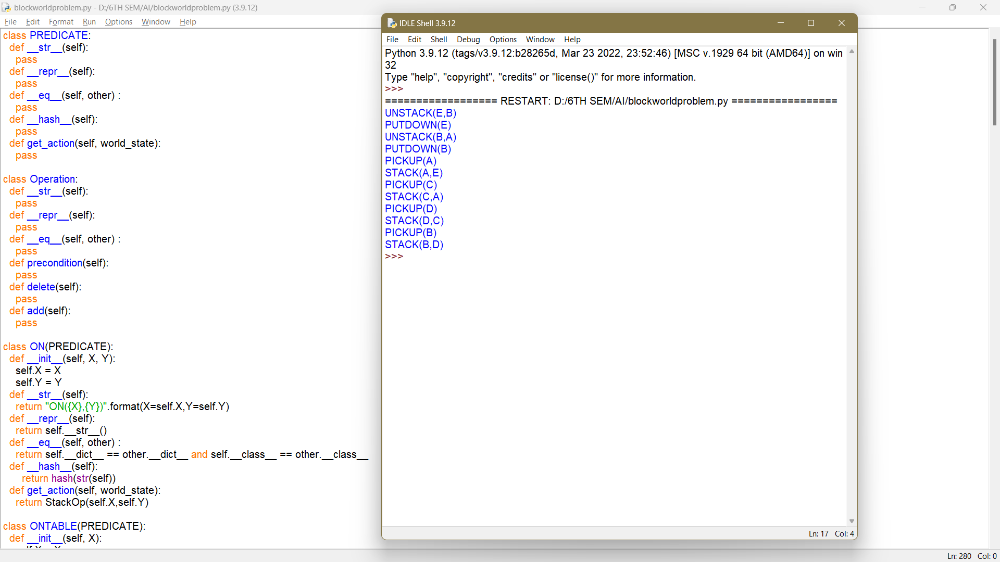 blockworldproblem.py - D:/6TH SEM/AI/blockworldproblem.py (3.9.12)
File Edit Format Run Options Window Help
class PREDICATE:
def __str__(self):
pass
def __repr__(self):
pass
def __eq__(self, other) :
pass
def __hash__(self):
pass
def get_action(self, world_state):
pass
class Operation:
def __str__(self):
pass
def __repr__(self):
pass
def __eq__(self, other) :
pass
def precondition(self):
pass
def delete(self):
pass
def add(self):
pass
class ON(PREDICATE):
def __init__(self, X, Y):
self.X = X
self.Y = Y
def __str__(self):
return "ON({X},{Y})".format(X=self.X,Y=self.Y)
def __repr__(self):
return self.__str__()
def __eq__(self, other) :
return self.__dict__ == other.__dict__ and self.__class__ == other.__class__
def __hash__(self):
return hash(str(self))
def get_action(self, world_state):
return StackOp(self.X,self.Y)
class ONTABLE(PREDICATE):
def __init__(self, X):
IDLE Shell 3.9.12
File Edit Shell Debug Options Window Help
Python 3.9.12 (tags/v3.9.12:b28265d, Mar 23 2022, 23:52:46) [MSC v.1929 64 bit (AMD64)] on win
32
Type "help", "copyright", "credits" or "license()" for more information.
>>>
================== RESTART: D:/6TH SEM/AI/blockworldproblem.py =================
UNSTACK(E,B)
PUTDOWN(E)
UNSTACK(B,A)
PUTDOWN(B)
PICKUP(A)
STACK(A,E)
PICKUP(C)
STACK(C,A)
PICKUP(D)
STACK(D,C)
PICKUP(B)
STACK(B,D)
>>>
Ln: 17 Col: 4
Ln: 280 Col: 0